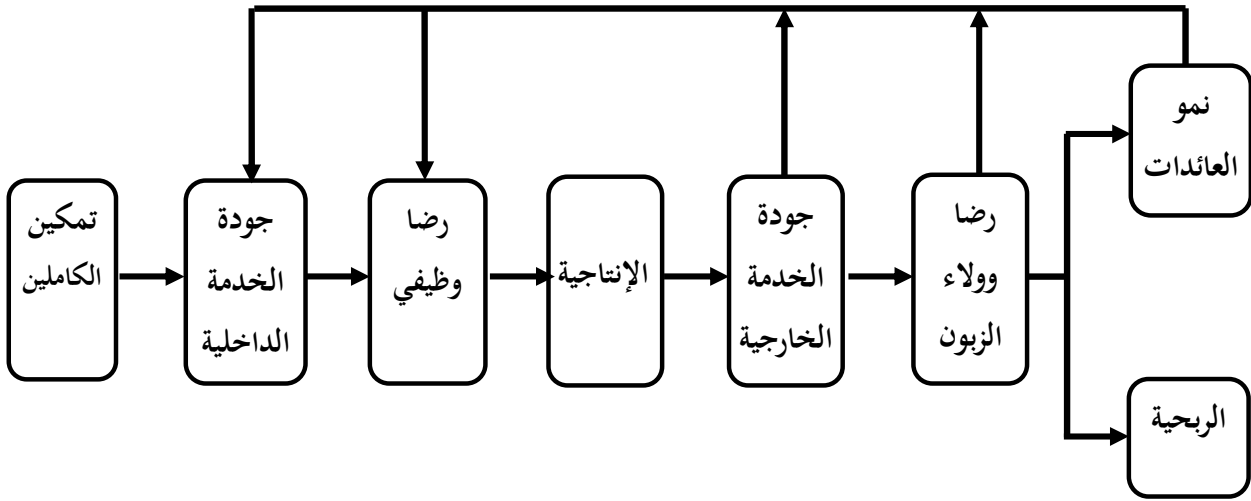 تمكين
الكاملين
جودة
الخدمة
الداخلية
رضا
وظيفي
الإنتاجية
جودة
الخدمة
الخارجية
رضا
وولاء
الزبون
نمو
العائدات
الربحية